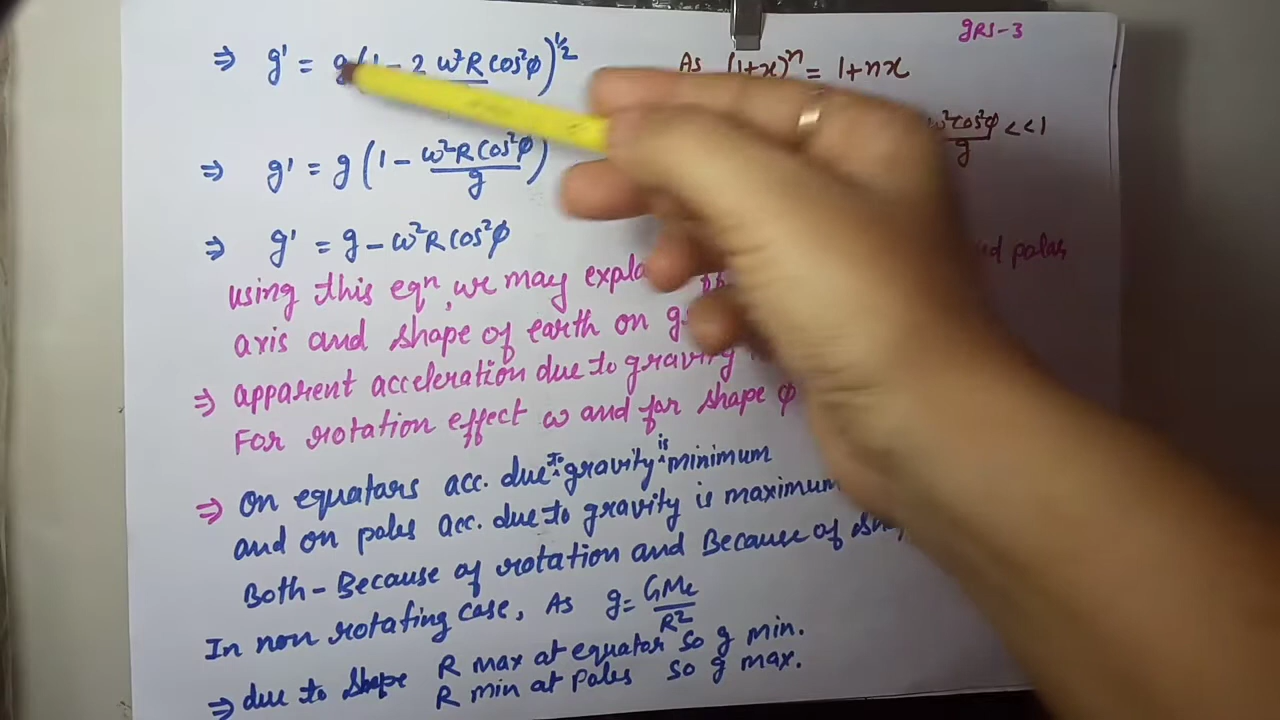 gRS-3
⇒ g' = g(1 - 2 ω²R cos²φ)^½
As (1+x)ⁿ = 1+nx
ω²cos²φ/g <<1
⇒ g' = g(1 - ω²R cos²φ/g)
⇒ g' = g - ω²R cos²φ
using this eqn, we may and polar
axis and shape of earth on
⇒ apparent acceleration due to gravity
For rotation effect ω and for shape φ
⇒ On equators acc. due to gravity is minimum
and on poles acc. due to gravity is maximum
Both - Because of rotation and Because of
In non rotating case, As g = GMe/R²
⇒ due to shape R max at equator so g min.
R min at poles so g max.